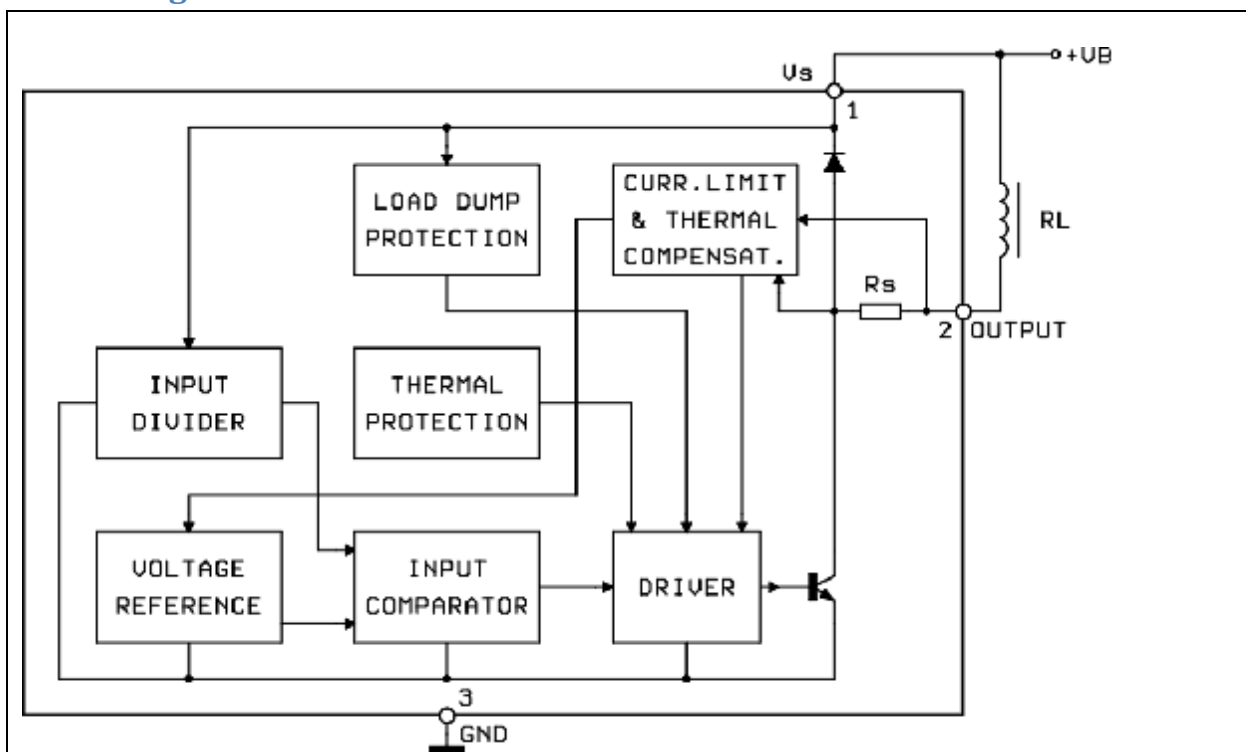 +VB
Vs
1
LOAD DUMP
PROTECTION
CURR.LIMIT
& THERMAL
COMPENSAT.
RL
Rs
2 OUTPUT
INPUT
DIVIDER
THERMAL
PROTECTION
VOLTAGE
REFERENCE
INPUT
COMPARATOR
DRIVER
3
GND